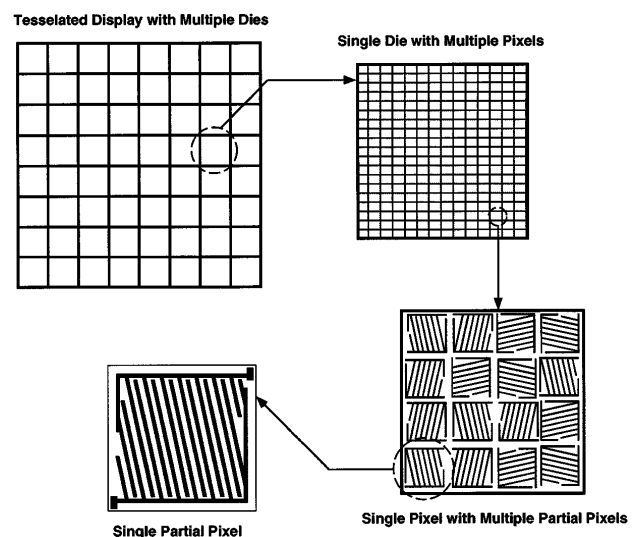 Tesselated Display with Multiple Dies
Single Die with Multiple Pixels
Single Partial Pixel
Single Pixel with Multiple Partial Pixels